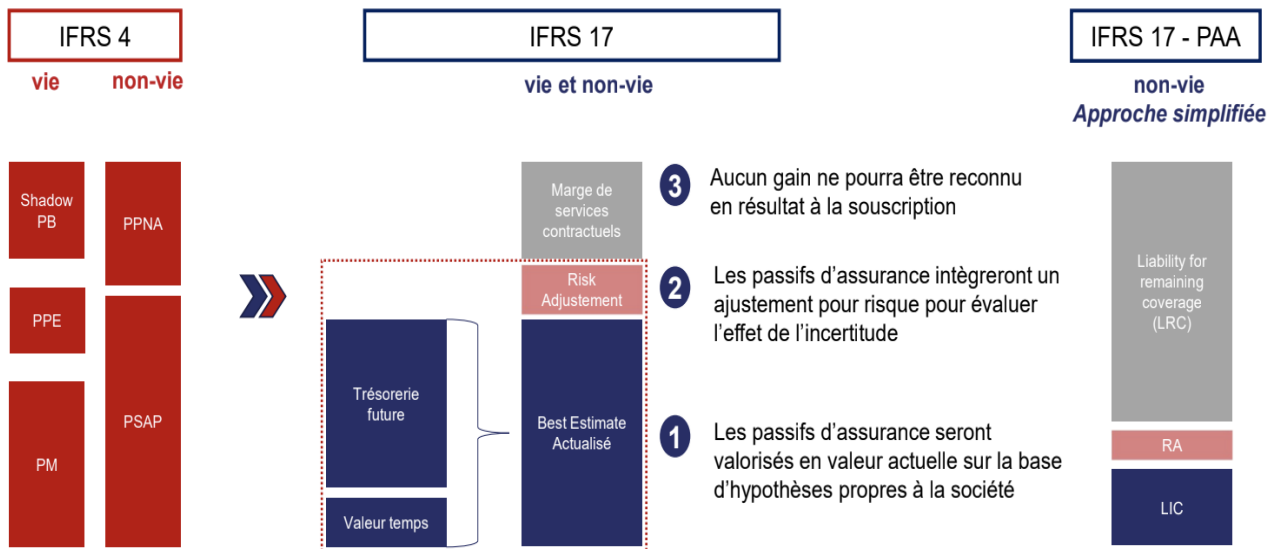 IFRS 4
IFRS 17
IFRS 17 - PAA
vie
non-vie
vie et non-vie
non-vie
Approche simplifiée
Shadow
PB
PPE
PM
PPNA
PSAP
Trésorerie
future
Valeur temps
Marge de
services
contractuels
Risk
Adjustement
Best Estimate
Actualisé
3
Aucun gain ne pourra être reconnu
en résultat à la souscription
2
Les passifs d'assurance intègreront un
ajustement pour risque pour évaluer
l'effet de l'incertitude
1
Les passifs d'assurance seront
valorisés en valeur actuelle sur la base
d'hypothèses propres à la société
Liability for
remaining
coverage
(LRC)
RA
LIC